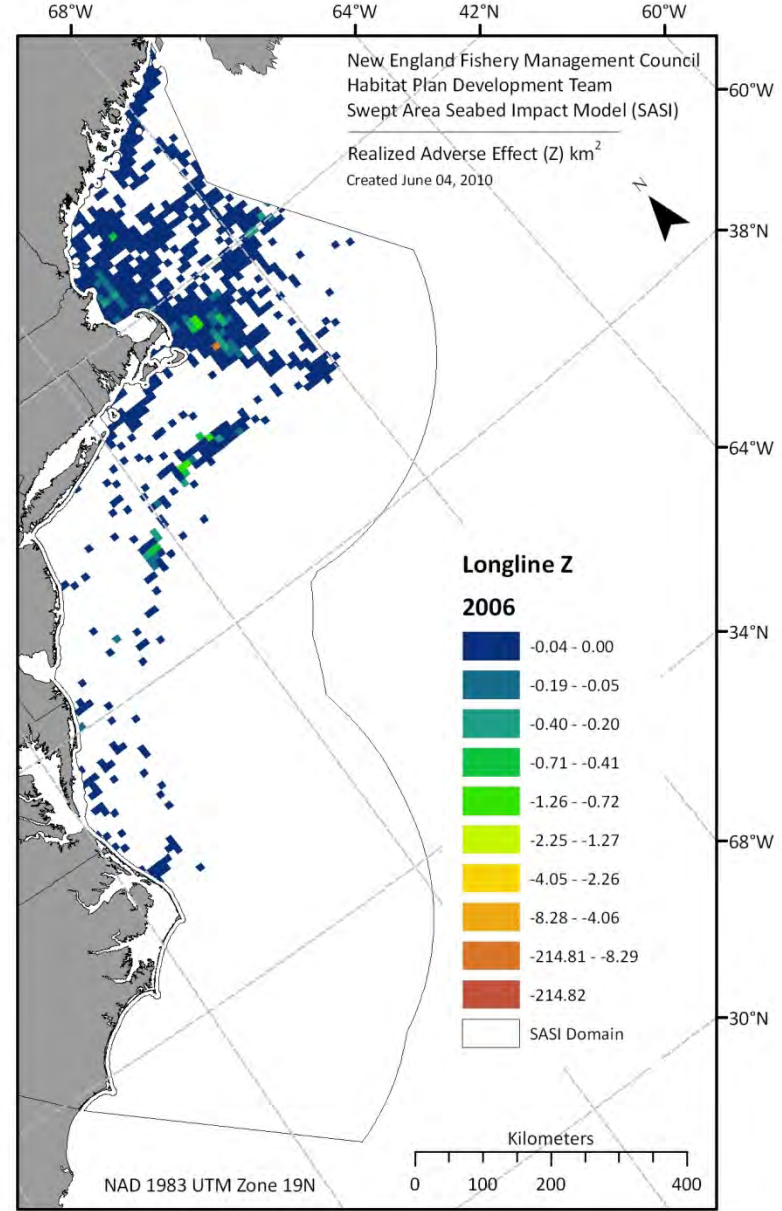 68°W 64°W 42°N 60°W
New England Fishery Management Council
Habitat Plan Development Team
Swept Area Seabed Impact Model (SASI)
Realized Adverse Effect (Z) km²
Created June 04, 2010
N
60°W
38°N
64°W
34°N
68°W
30°N
Longline Z
2006
-0.04 - 0.00
-0.19 - -0.05
-0.40 - -0.20
-0.71 - -0.41
-1.26 - -0.72
-2.25 - -1.27
-4.05 - -2.26
-8.28 - -4.06
-214.81 - -8.29
-214.82
SASI Domain
Kilometers
0 100 200 300 400
NAD 1983 UTM Zone 19N